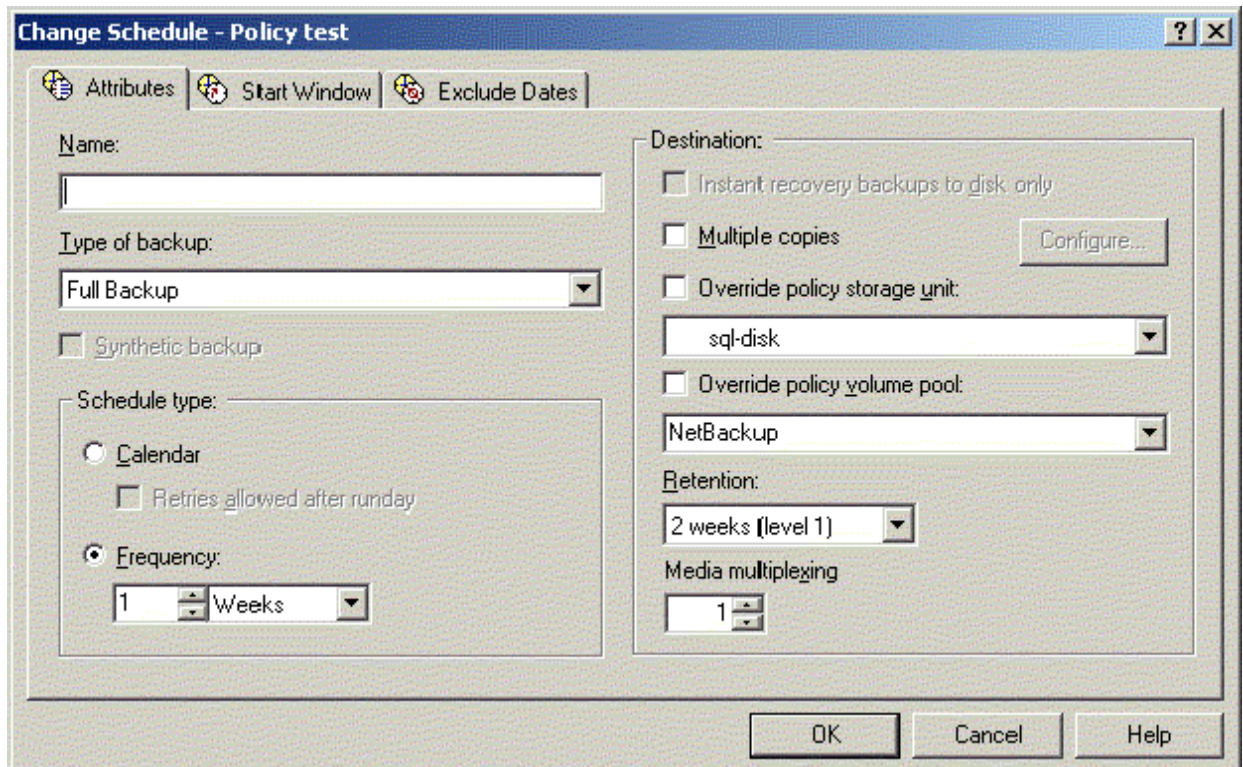 Change Schedule - Policy test
Attributes
Start Window
Exclude Dates
Name:
Type of backup:
Full Backup
Synthetic backup
Schedule type:
Calendar
Retries allowed after runday
Frequency:
1 Weeks
Destination:
Instant recovery backups to disk only
Multiple copies
Configure...
Override policy storage unit:
sql-disk
Override policy volume pool:
NetBackup
Retention:
2 weeks (level 1)
Media multiplexing
1
OK
Cancel
Help